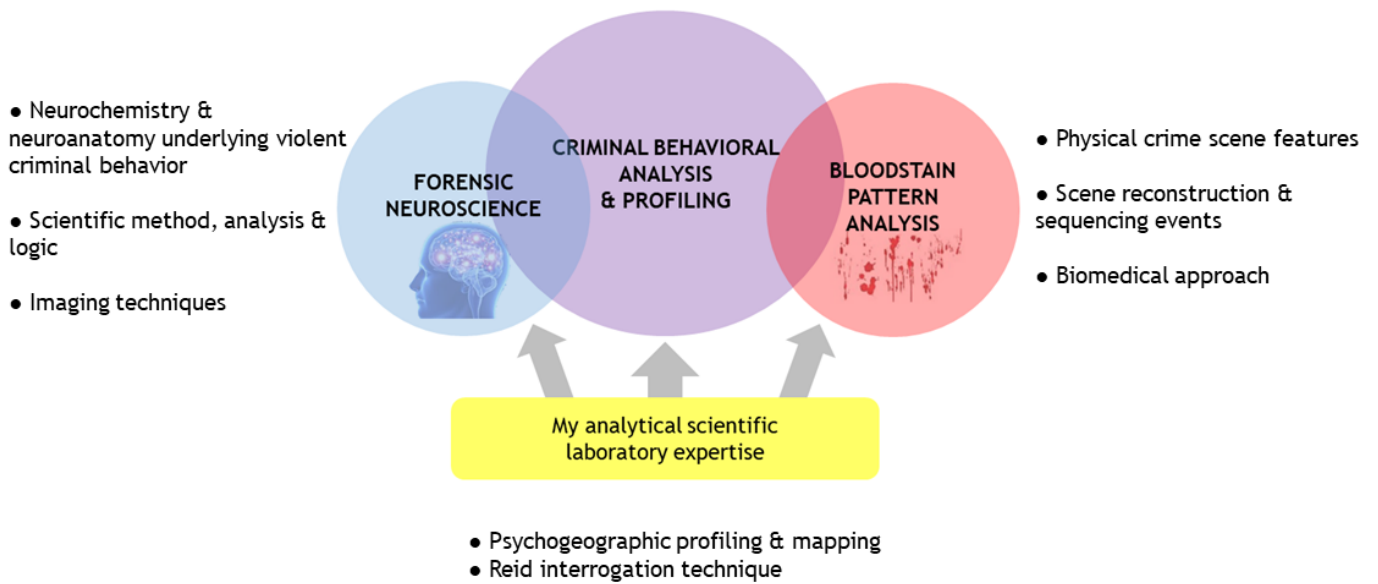 ● Neurochemistry &
neuroanatomy underlying violent
criminal behavior
● Scientific method, analysis &
logic
● Imaging techniques
FORENSIC
NEUROSCIENCE
CRIMINAL BEHAVIORAL
ANALYSIS
& PROFILING
BLOODSTAIN
PATTERN
ANALYSIS
● Physical crime scene features
● Scene reconstruction &
sequencing events
● Biomedical approach
My analytical scientific
laboratory expertise
● Psychogeographic profiling & mapping
● Reid interrogation technique